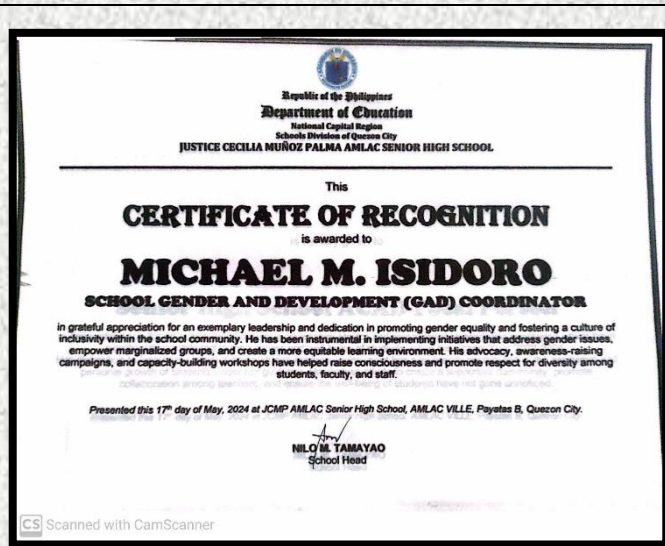 Republic of the Philippines
Department of Education
National Capital Region
Schools Division of Quezon City
JUSTICE CECILIA MUÑOZ PALMA AMLAC SENIOR HIGH SCHOOL
This
CERTIFICATE OF RECOGNITION
is awarded to
MICHAEL M. ISIDORO
SCHOOL GENDER AND DEVELOPMENT (GAD) COORDINATOR
in grateful appreciation for an exemplary leadership and dedication in promoting gender equality and fostering a culture of
inclusivity within the school community. He has been instrumental in implementing initiatives that address gender issues,
empower marginalized groups, and create a more equitable learning environment. His advocacy, awareness-raising
campaigns, and capacity-building workshops have helped raise consciousness and promote respect for diversity among
students, faculty, and staff.
Presented this 17th day of May, 2024 at JCMP AMLAC Senior High School, AMLAC VILLE, Payatas B, Quezon City.
NILO M. TAMAYAO
School Head
CS Scanned with CamScanner